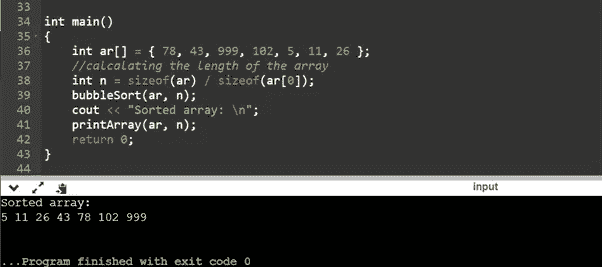 33
34 int main()
35 {
36 int ar[] = { 78, 43, 999, 102, 5, 11, 26 };
37 //calcalating the length of the array
38 int n = sizeof(ar) / sizeof(ar[0]);
39 bubbleSort(ar, n);
40 cout << "Sorted array: \n";
41 printArray(ar, n);
42 return 0;
43 }
44
input
Sorted array:
5 11 26 43 78 102 999
...Program finished with exit code 0